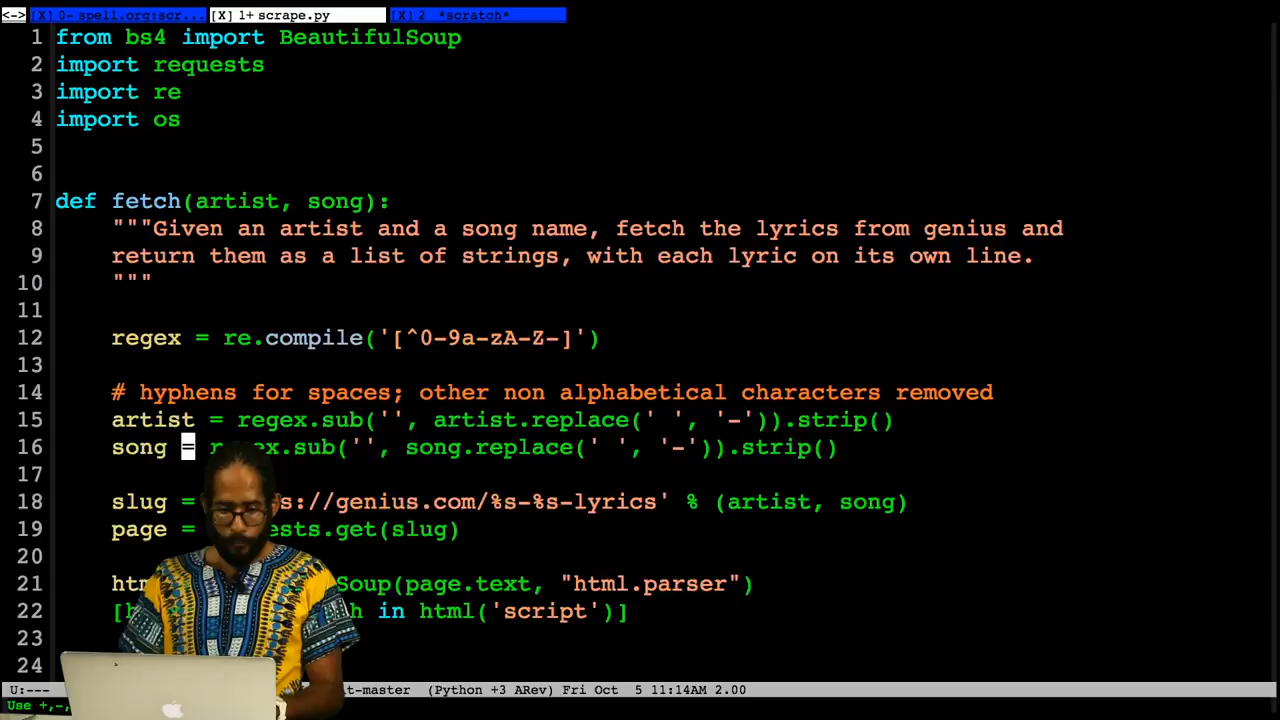 <-> [X] 0- spell.org:scr... [X] 1+ scrape.py [X] 2 *scratch*
1 from bs4 import BeautifulSoup
2 import requests
3 import re
4 import os
5
6
7 def fetch(artist, song):
8 """Given an artist and a song name, fetch the lyrics from genius and
9 return them as a list of strings, with each lyric on its own line.
10 """
11
12 regex = re.compile('[^0-9a-zA-Z-]')
13
14 # hyphens for spaces; other non alphabetical characters removed
15 artist = regex.sub('', artist.replace(' ', '-')).strip()
16 song = regex.sub('', song.replace(' ', '-')).strip()
17
18 slug = s://genius.com/%s-%s-lyrics' % (artist, song)
19 page = ests.get(slug)
20
21 htm Soup(page.text, "html.parser")
22 [h h in html('script')]
23
24
U:--- t-master (Python +3 ARev) Fri Oct 5 11:14AM 2.00
Use +,-,